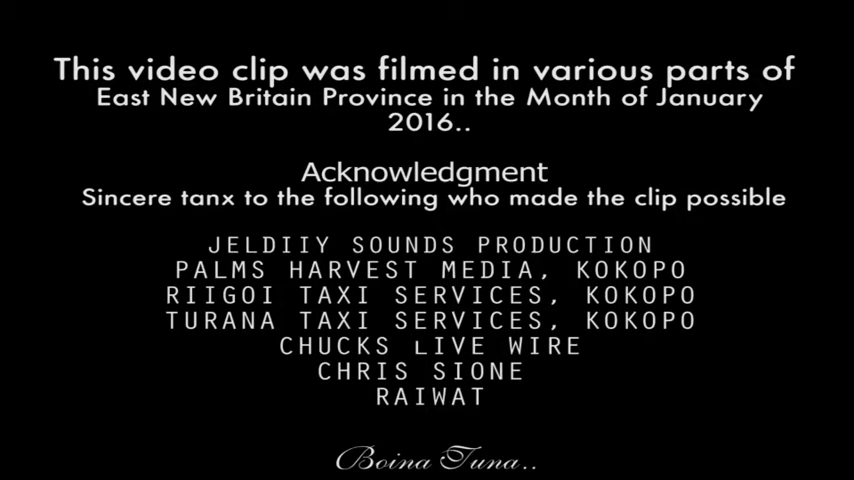 This video clip was filmed in various parts of
East New Britain Province in the Month of January
2016..
Acknowledgment
Sincere tanx to the following who made the clip possible
JELDIIY SOUNDS PRODUCTION
PALMS HARVEST MEDIA, KOKOPO
RIIGOI TAXI SERVICES, KOKOPO
TURANA TAXI SERVICES, KOKOPO
CHUCKS LIVE WIRE
CHRIS SIONE
RAIWAT
Boina Tuna..